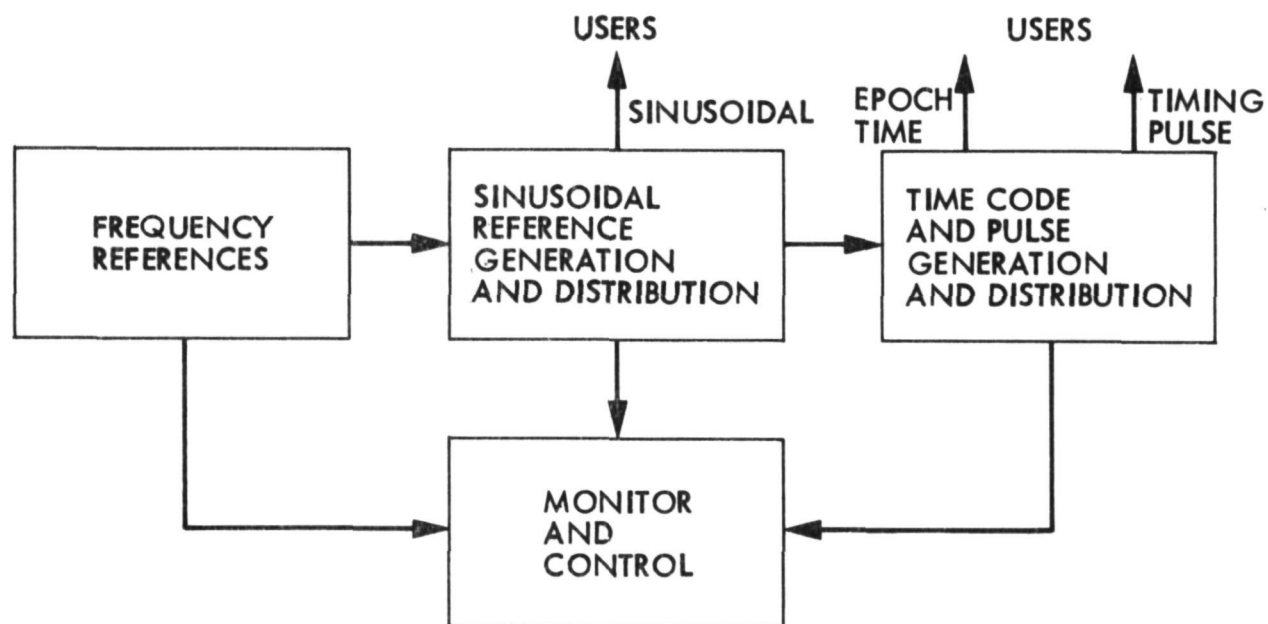 USERS
USERS
SINUSOIDAL
EPOCH
TIME
TIMING
PULSE
FREQUENCY
REFERENCES
SINUSOIDAL
REFERENCE
GENERATION
AND DISTRIBUTION
TIME CODE
AND PULSE
GENERATION
AND DISTRIBUTION
MONITOR
AND
CONTROL